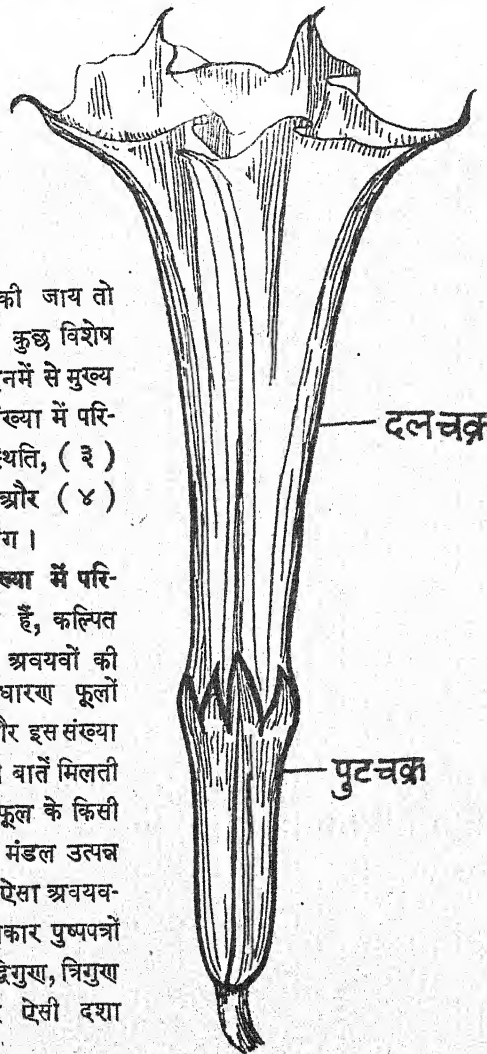 की जाय तो
कुछ विशेष
नमें से मुख्य
ख्या में परि-
थति, ( ३ )
और ( ४ )
ग ।
ख्या में परि-
हैं, कल्पित
अवयवों की
धारण फूलों
र इस संख्या
बातें मिलती
फूल के किसी
मंडल उत्पन्न
ऐसा अवयव-
कार पुष्पपत्रों
द्विगुण, त्रिगुण
ऐसी दशा
दलचक्र
पुटचक्र